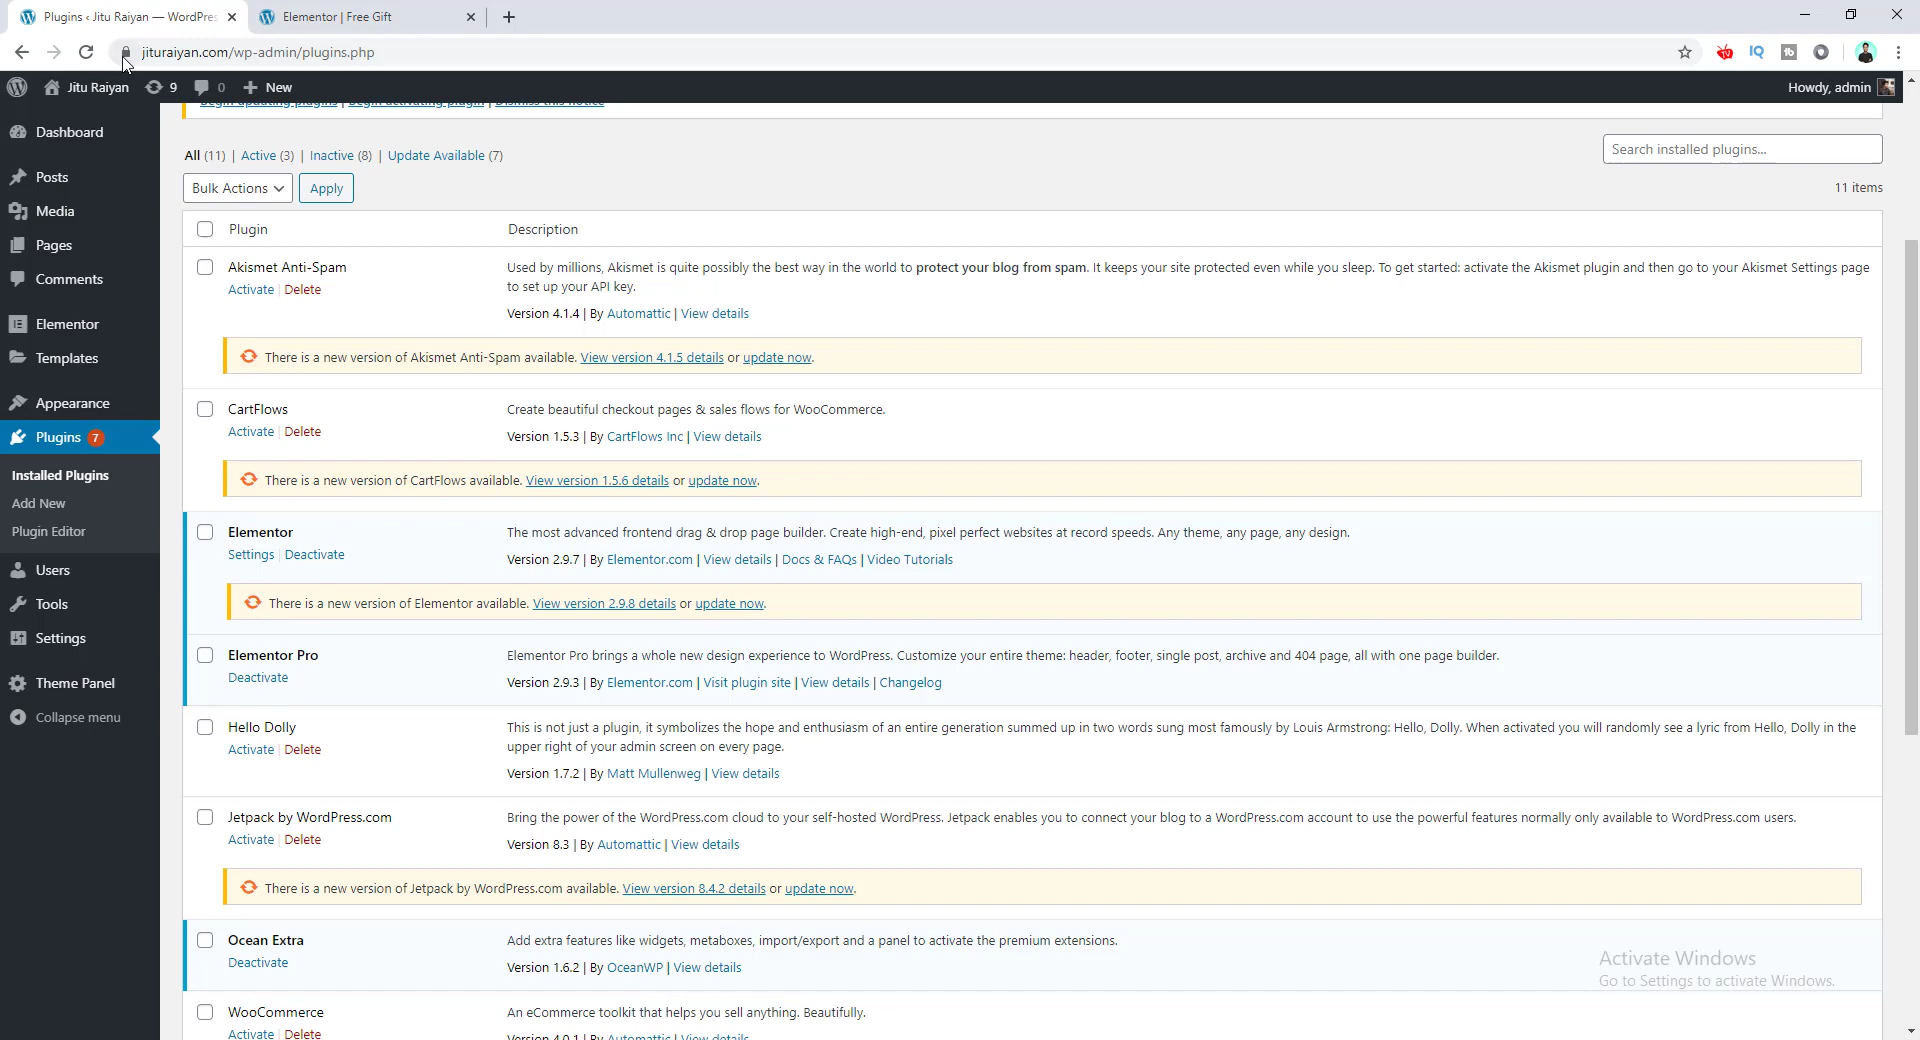 Plugins ‹ Jitu Raiyan — WordPres
Elementor | Free Gift
jituraiyan.com/wp-admin/plugins.php
Jitu Raiyan 9 0 New
Howdy, admin
Begin updating plugins | Begin activating plugin | Dismiss this notice
Dashboard
Posts
Media
Pages
Comments
Elementor
Templates
Appearance
Plugins 7
Installed Plugins
Add New
Plugin Editor
Users
Tools
Settings
Theme Panel
Collapse menu
All (11) | Active (3) | Inactive (8) | Update Available (7)
Search installed plugins...
Bulk Actions
Apply
11 items
Plugin Description
Akismet Anti-Spam
Activate | Delete
Used by millions, Akismet is quite possibly the best way in the world to protect your blog from spam. It keeps your site protected even while you sleep. To get started: activate the Akismet plugin and then go to your Akismet Settings page
to set up your API key.
Version 4.1.4 | By Automattic | View details
There is a new version of Akismet Anti-Spam available. View version 4.1.5 details or update now.
CartFlows
Activate | Delete
Create beautiful checkout pages & sales flows for WooCommerce.
Version 1.5.3 | By CartFlows Inc | View details
There is a new version of CartFlows available. View version 1.5.6 details or update now.
Elementor
Settings | Deactivate
The most advanced frontend drag & drop page builder. Create high-end, pixel perfect websites at record speeds. Any theme, any page, any design.
Version 2.9.7 | By Elementor.com | View details | Docs & FAQs | Video Tutorials
There is a new version of Elementor available. View version 2.9.8 details or update now.
Elementor Pro
Deactivate
Elementor Pro brings a whole new design experience to WordPress. Customize your entire theme: header, footer, single post, archive and 404 page, all with one page builder.
Version 2.9.3 | By Elementor.com | Visit plugin site | View details | Changelog
Hello Dolly
Activate | Delete
This is not just a plugin, it symbolizes the hope and enthusiasm of an entire generation summed up in two words sung most famously by Louis Armstrong: Hello, Dolly. When activated you will randomly see a lyric from Hello, Dolly in the
upper right of your admin screen on every page.
Version 1.7.2 | By Matt Mullenweg | View details
Jetpack by WordPress.com
Activate | Delete
Bring the power of the WordPress.com cloud to your self-hosted WordPress. Jetpack enables you to connect your blog to a WordPress.com account to use the powerful features normally only available to WordPress.com users.
Version 8.3 | By Automattic | View details
There is a new version of Jetpack by WordPress.com available. View version 8.4.2 details or update now.
Ocean Extra
Deactivate
Add extra features like widgets, metaboxes, import/export and a panel to activate the premium extensions.
Version 1.6.2 | By OceanWP | View details
WooCommerce
Activate | Delete
An eCommerce toolkit that helps you sell anything. Beautifully.
Version 4.0.1 | By Automattic | View details
Activate Windows
Go to Settings to activate Windows.